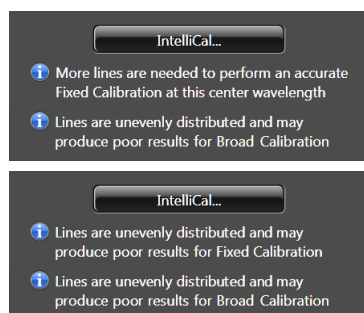 IntelliCal...
More lines are needed to perform an accurate
Fixed Calibration at this center wavelength
Lines are unevenly distributed and may
produce poor results for Broad Calibration
IntelliCal...
Lines are unevenly distributed and may
produce poor results for Fixed Calibration
Lines are unevenly distributed and may
produce poor results for Broad Calibration